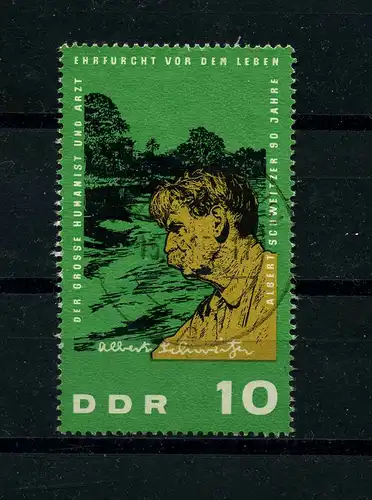 DER GROSSE HUMANIST UND ARZT
EHRFURCHT VOR DEM LEBEN
ALBERT SCHWEITZER 90 JAHRE
Albert Schweitzer
DDR 10